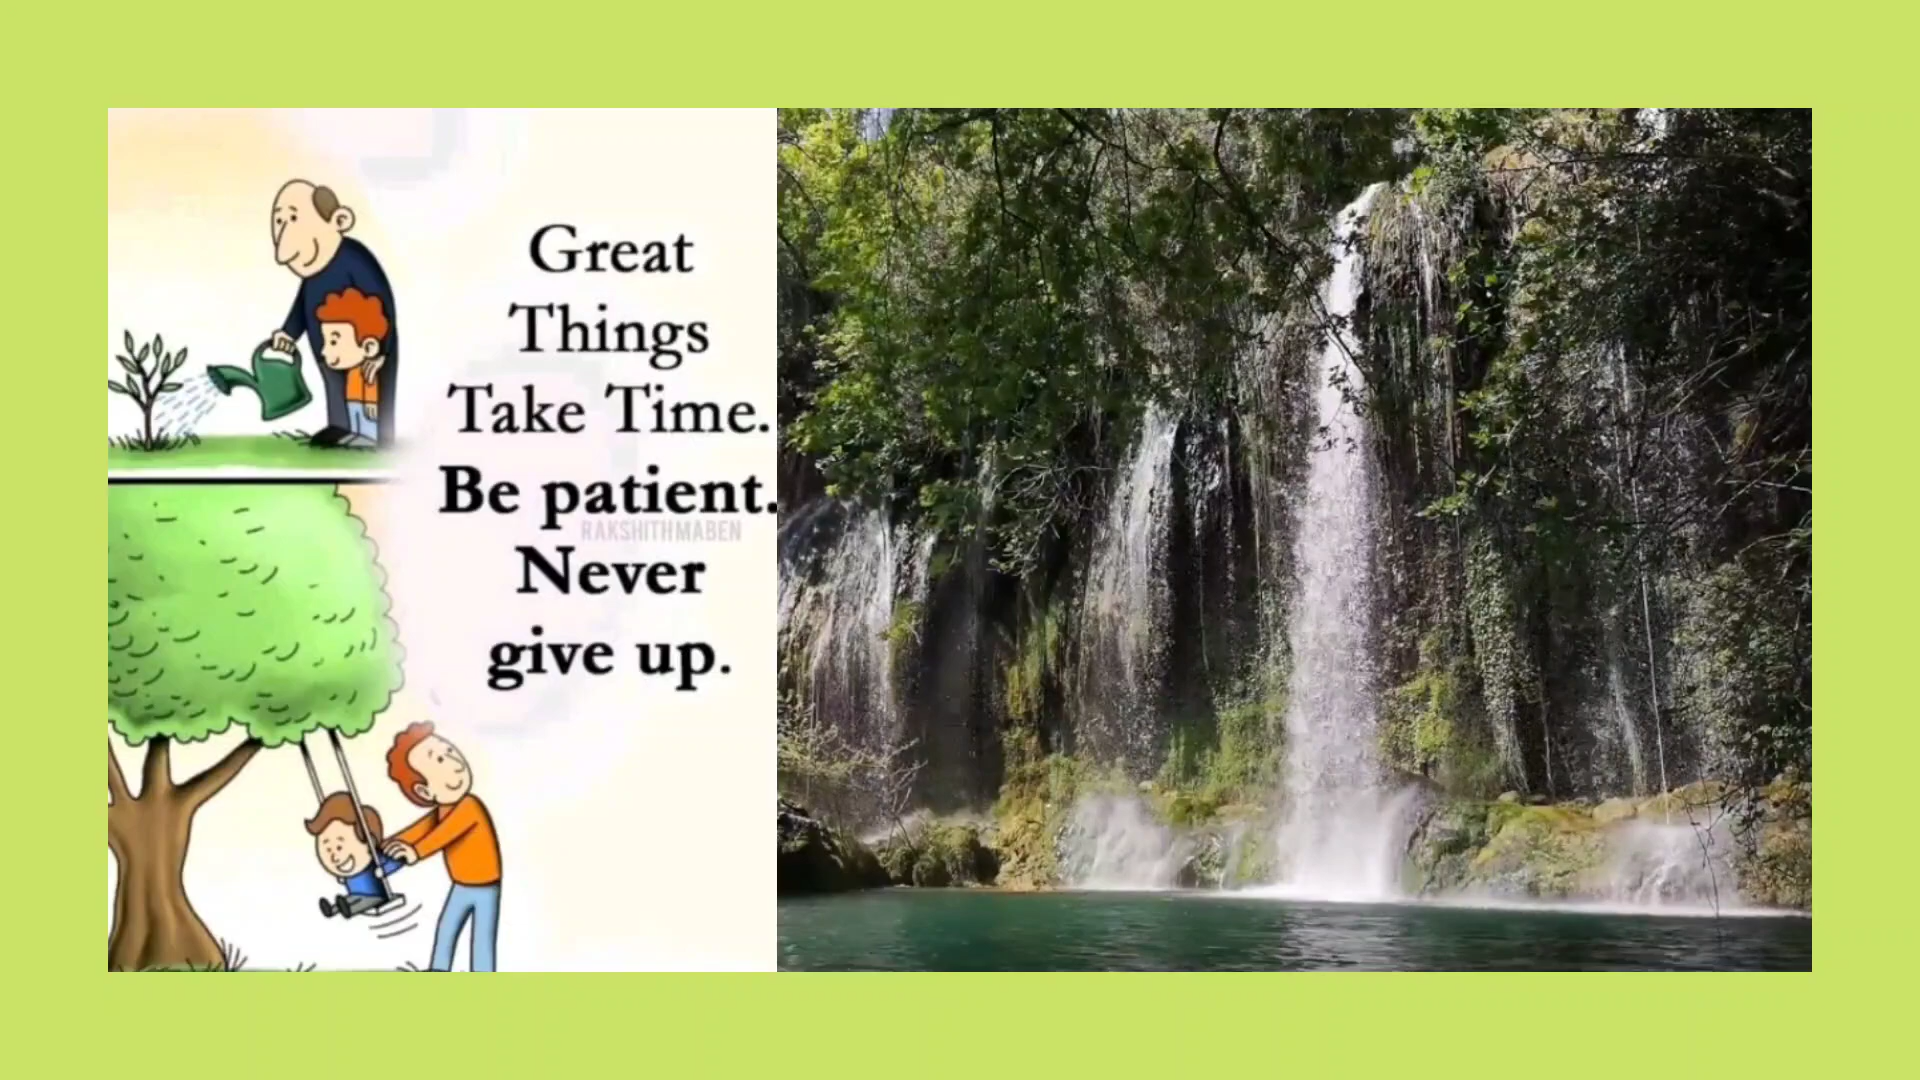 Great
Things
Take Time.
Be patient.
RAKSHITHMABEN
Never
give up.